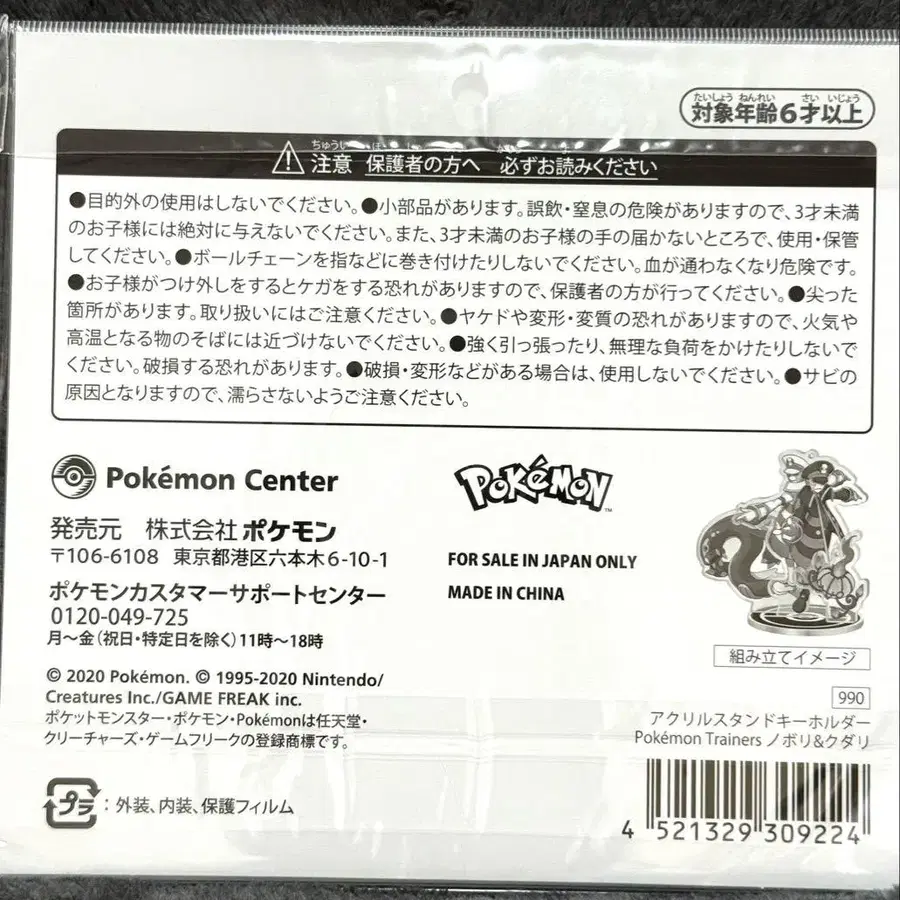 対象年齢6才以上
たいしょう ねんれい さい いじょう
⚠注意 保護者の方へ 必ずお読みください
ちゅうい
●目的外の使用はしないでください。●小部品があります。誤飲・窒息の危険がありますので、3才未満
のお子様には絶対に与えないでください。また、3才未満のお子様の手の届かないところで、使用・保管
してください。●ボールチェーンを指などに巻き付けたりしないでください。血が通わなくなり危険です。
●お子様がつけ外しをするとケガをする恐れがありますので、保護者の方が行ってください。●尖った
箇所があります。取り扱いにはご注意ください。●ヤケドや変形・変質の恐れがありますので、火気や
高温となる物のそばには近づけないでください。●強く引っ張ったり、無理な負荷をかけたりしないで
ください。破損する恐れがあります。●破損・変形などがある場合は、使用しないでください。●サビの
原因となりますので、濡らさないようご注意ください。
Pokémon Center
発売元 株式会社ポケモン
〒106-6108 東京都港区六本木6-10-1
ポケモンカスタマーサポートセンター
0120-049-725
月～金(祝日・特定日を除く)11時～18時
© 2020 Pokémon. © 1995-2020 Nintendo/
Creatures Inc./GAME FREAK inc.
ポケットモンスター・ポケモン・Pokémonは任天堂・
クリーチャーズ・ゲームフリークの登録商標です。
プラ:外装、内装、保護フィルム
POKéMON™
FOR SALE IN JAPAN ONLY
MADE IN CHINA
組み立てイメージ
990
アクリルスタンドキーホルダー
Pokémon Trainers ノボリ&クダリ
4 521329 309224